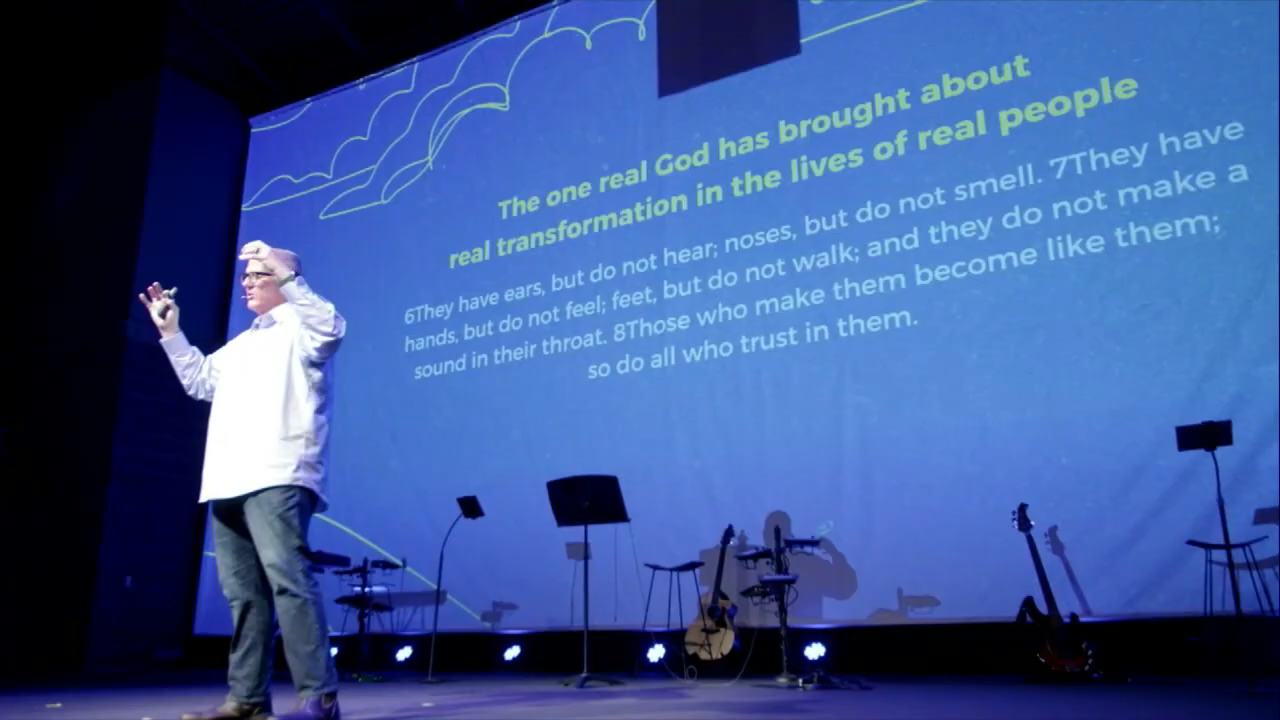 The one real God has brought about
real transformation in the lives of real people
6They have ears, but do not hear; noses, but do not smell. 7They have
hands, but do not feel; feet, but do not walk; and they do not make a
sound in their throat. 8Those who make them become like them;
so do all who trust in them.